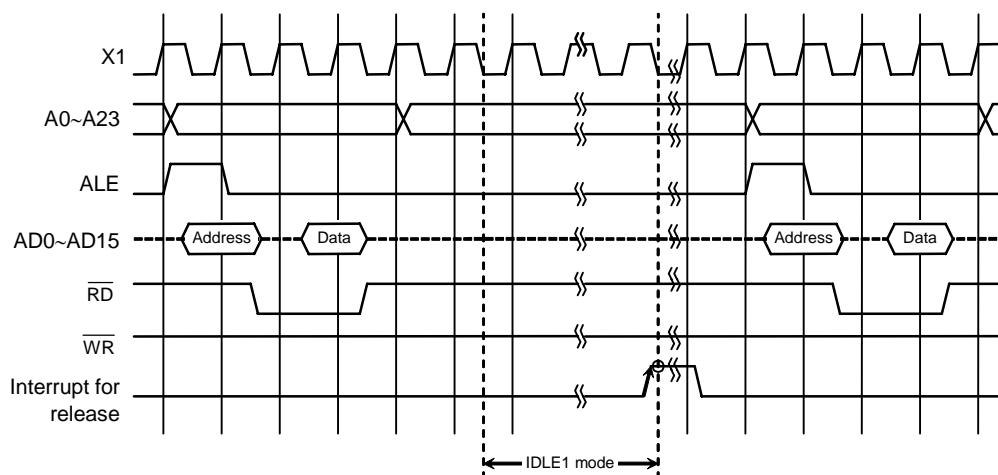 X1
A0~A23
ALE
AD0~AD15
Address
Data
Address
Data
RD
WR
Interrupt for
release
IDLE1 mode